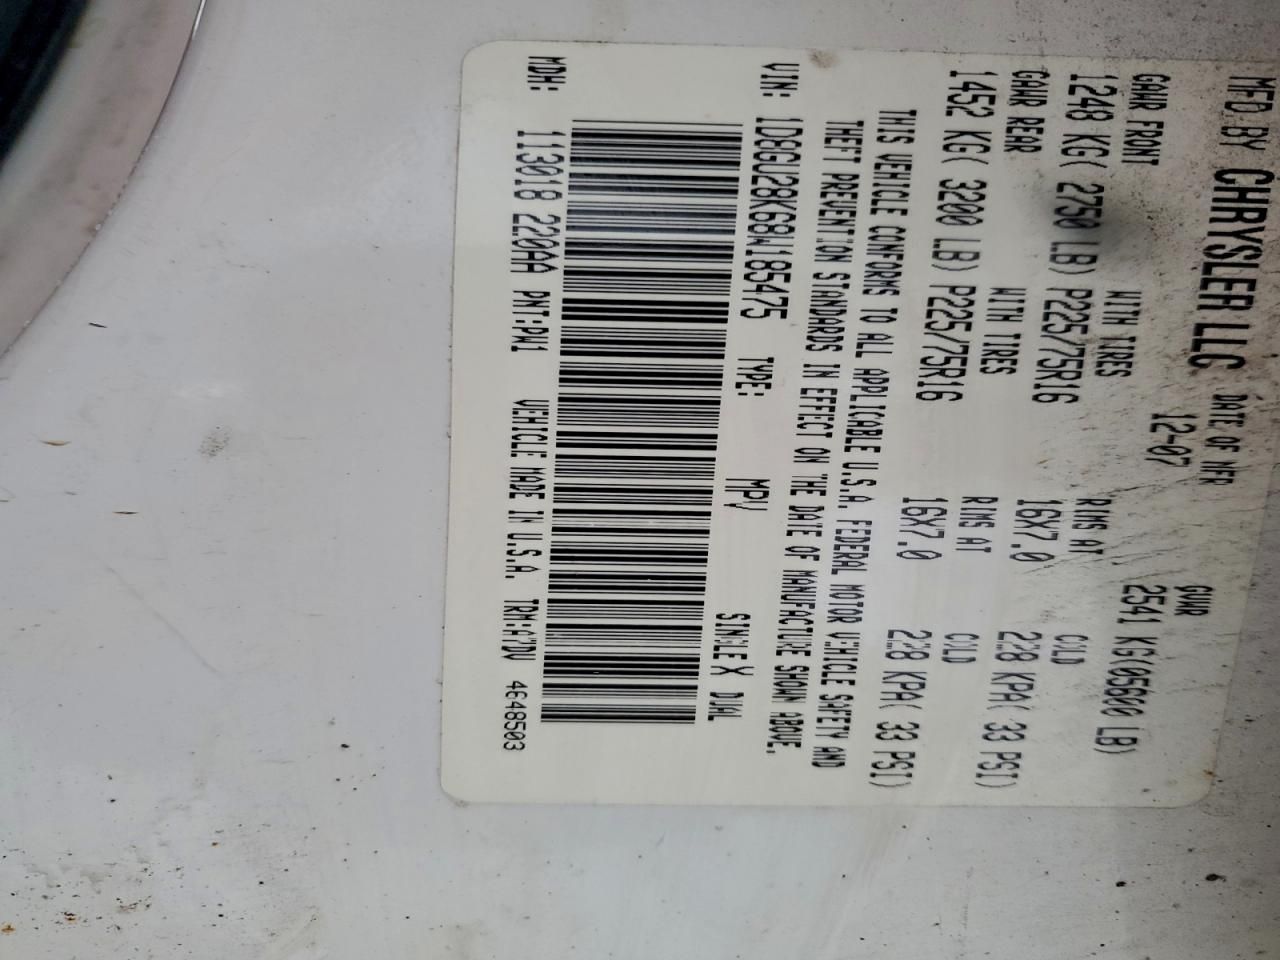 MFD BY CHRYSLER LLC DATE OF MFR 12-07 GVWR 2541 KG(05600 LB)
GAWR FRONT WITH TIRES RIMS AT COLD
1248 KG( 2750 LB) P225/75R16 16X7.0 228 KPA( 33 PSI)
GAWR REAR WITH TIRES RIMS AT COLD
1452 KG( 3200 LB) P225/75R16 16X7.0 228 KPA( 33 PSI)
THIS VEHICLE CONFORMS TO ALL APPLICABLE U.S.A. FEDERAL MOTOR VEHICLE SAFETY AND
THEFT PREVENTION STANDARDS IN EFFECT ON THE DATE OF MANUFACTURE SHOWN ABOVE.
VIN: 1D8GU28K68W185475 TYPE: MPV SINGLE X DUAL
MDH: 113018 220AA PNT:PW1 VEHICLE MADE IN U.S.A. TRM:A7DV 4648503